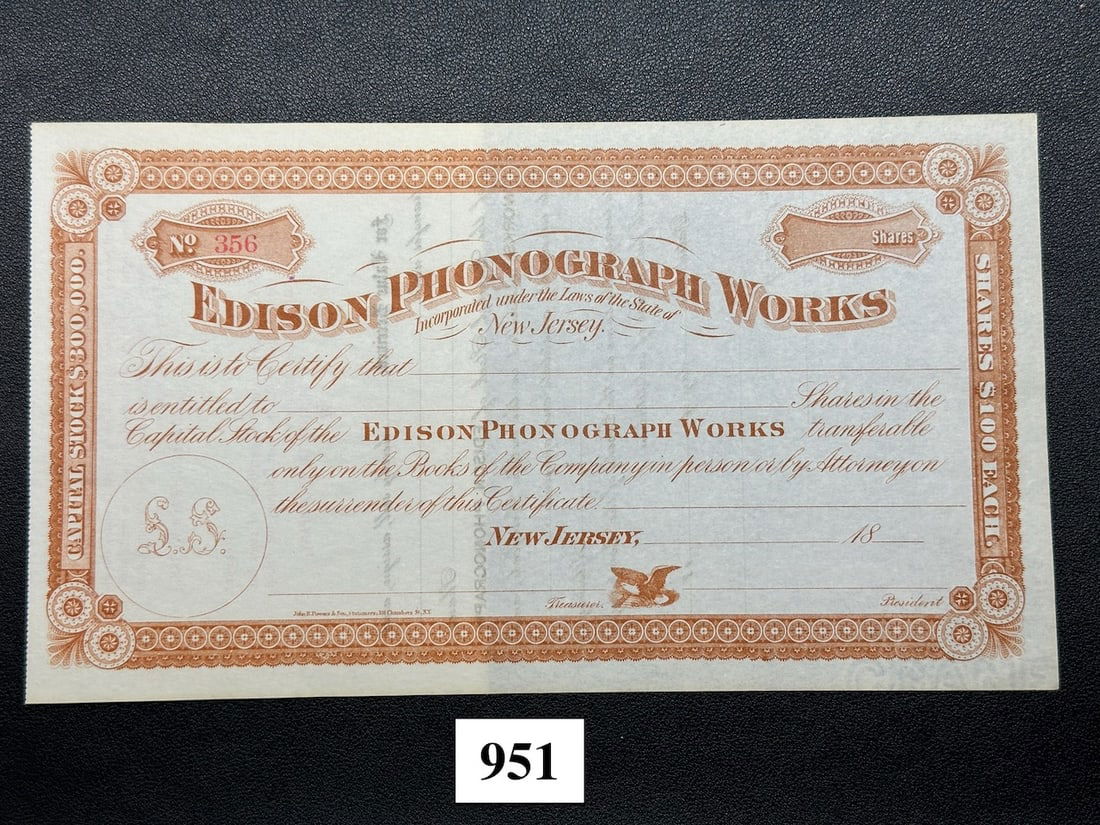 No 356
Shares
EDISON PHONOGRAPH WORKS
Incorporated under the Laws of the State of
New Jersey.
CAPITAL STOCK $300,000.
SHARES $100 EACH.
This is to Certify that
is entitled to Shares in the
Capital Stock of the EDISON PHONOGRAPH WORKS transferable
only on the Books of the Company in person or by Attorney on
the surrender of this Certificate.
L.S.
NEW JERSEY, 18
Treasurer. President
St., N.Y.
951